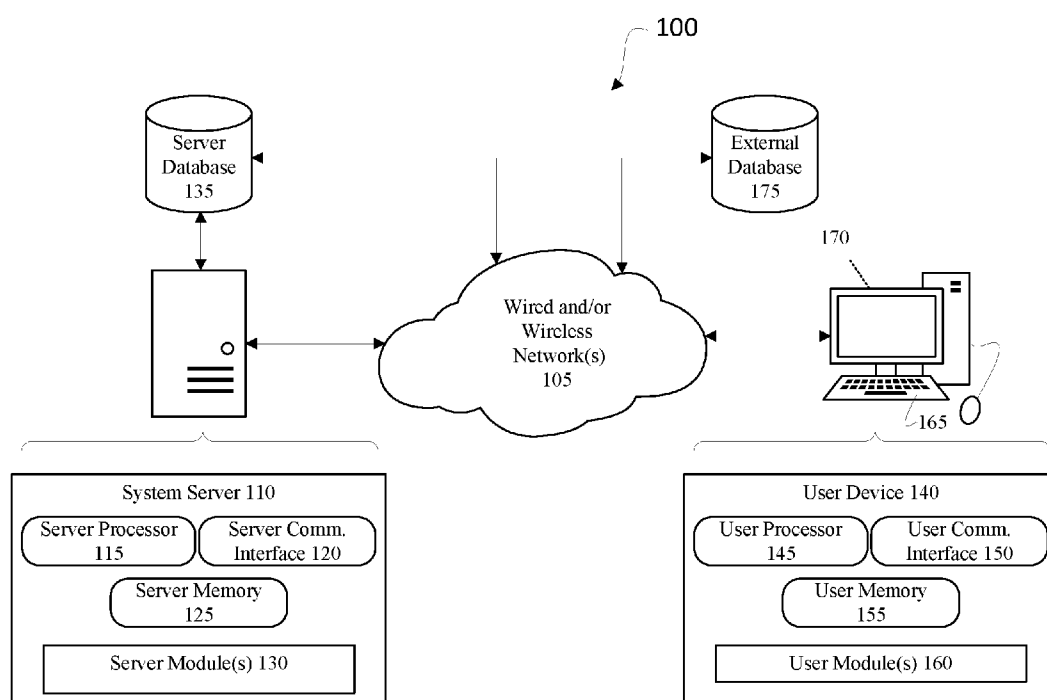 100
Server
Database
135
External
Database
175
170
Wired and/or
Wireless
Network(s)
105
165
System Server 110
Server Processor
115
Server Comm.
Interface 120
Server Memory
125
Server Module(s) 130
User Device 140
User Processor
145
User Comm.
Interface 150
User Memory
155
User Module(s) 160